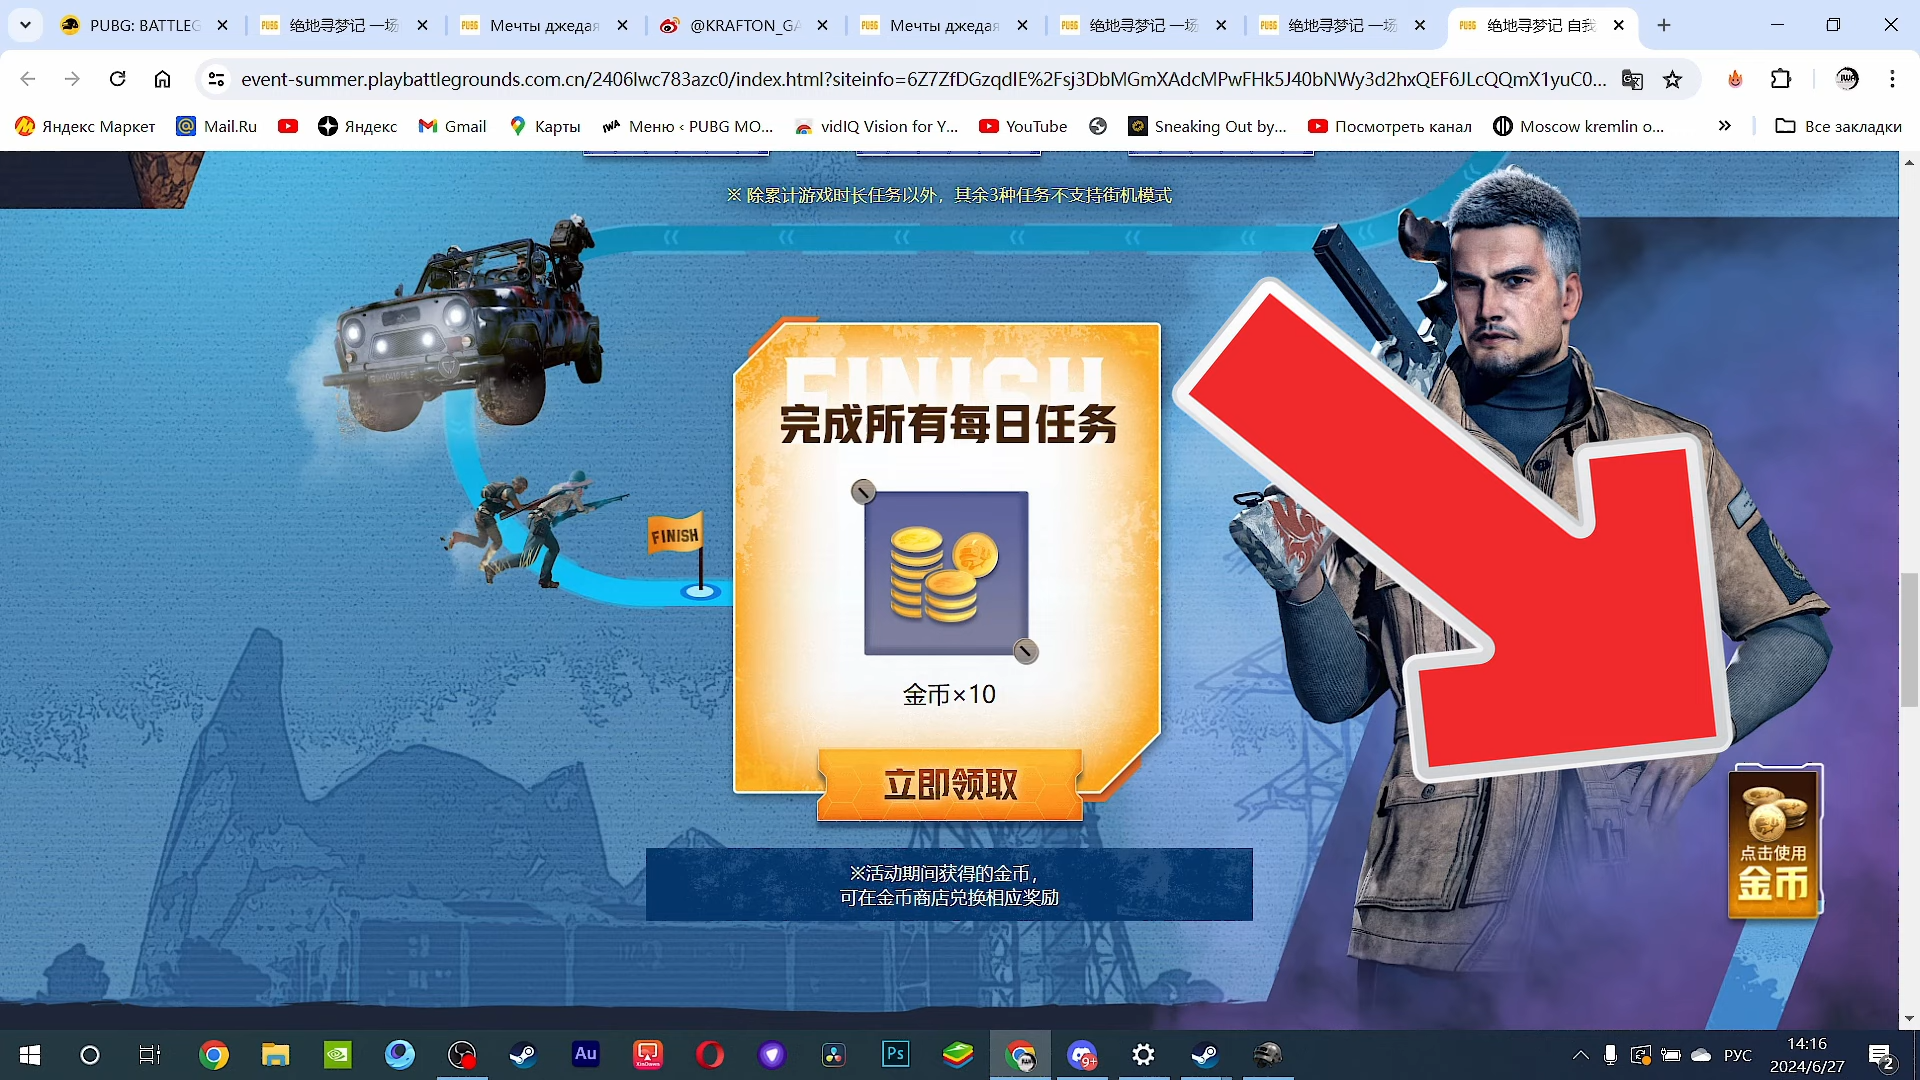 PUBG: BATTLEG
绝地寻梦记 一场
Мечты джедая
@KRAFTON_GA
Мечты джедая
绝地寻梦记 一场
绝地寻梦记 一场
绝地寻梦记 自我
event-summer.playbattlegrounds.com.cn/2406lwc783azc0/index.html?siteinfo=6Z7ZfDGzqdIE%2Fsj3DbMGmXAdcMPwFHk5J40bNWy3d2hxQEF6JLcQQmX1yuC0...
Яндекс Маркет
Mail.Ru
Яндекс
Gmail
Карты
Меню ‹ PUBG MO...
vidIQ Vision for Y...
YouTube
Sneaking Out by...
Посмотреть канал
Moscow kremlin o...
Все закладки
※ 除累计游戏时长任务以外，其余3种任务不支持街机模式
FINISH
完成所有每日任务
FINISH
金币×10
立即领取
※活动期间获得的金币，
可在金币商店兑换相应奖励
点击使用
金币
Au
Ps
9+
РУС
14:16
2024/6/27
2